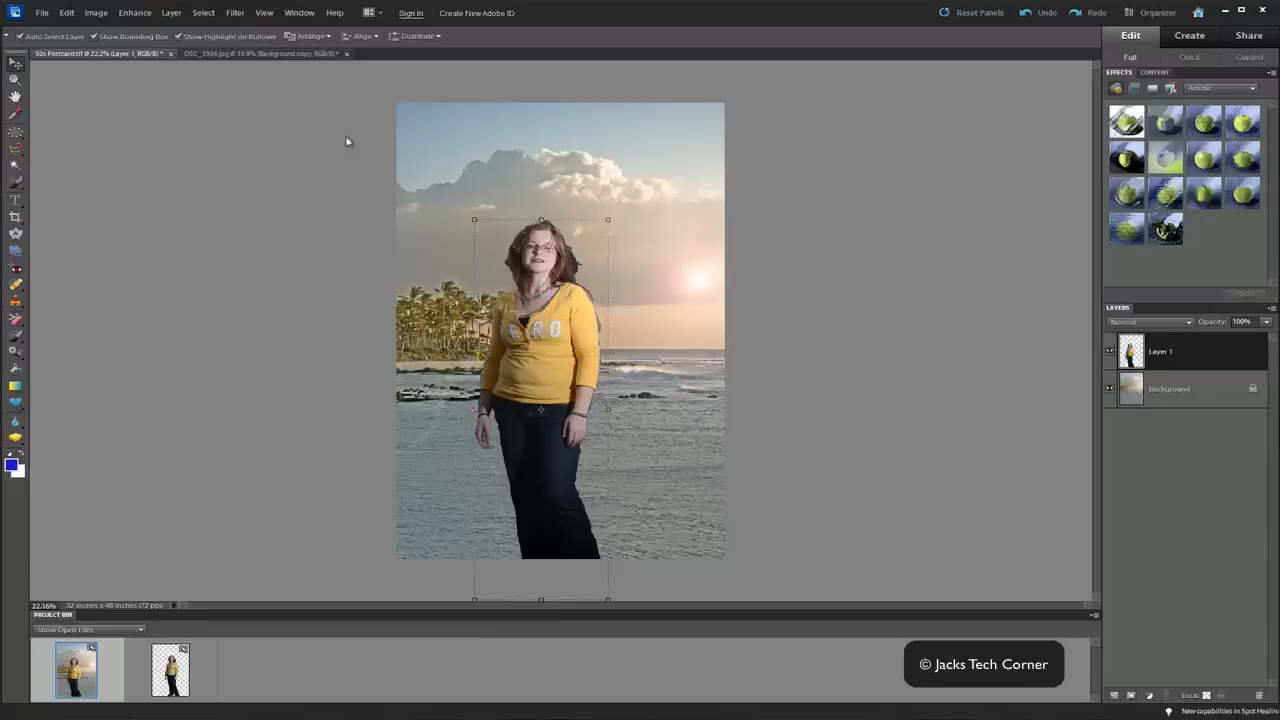 File Edit Image Enhance Layer Select Filter View Window Help Sign In Create New Adobe ID Reset Panels Undo Redo Organizer
Auto Select Layer Show Bounding Box Show Highlight on Rollover Arrange Align Distribute
Edit Create Share
50s Postcard.tif @ 22.2% (Layer 1, RGB/8) * × DSC_3304.jpg @ 16.9% (Background copy, RGB/8) * ×
Full Quick Guided
EFFECTS CONTENT
Artistic
Apply
LAYERS
Normal Opacity: 100%
Layer 1
Background
RO
22.16% 32 inches x 48 inches (72 ppi)
PROJECT BIN
Show Open Files
© Jacks Tech Corner
Lock:
New capabilities in Spot Healin